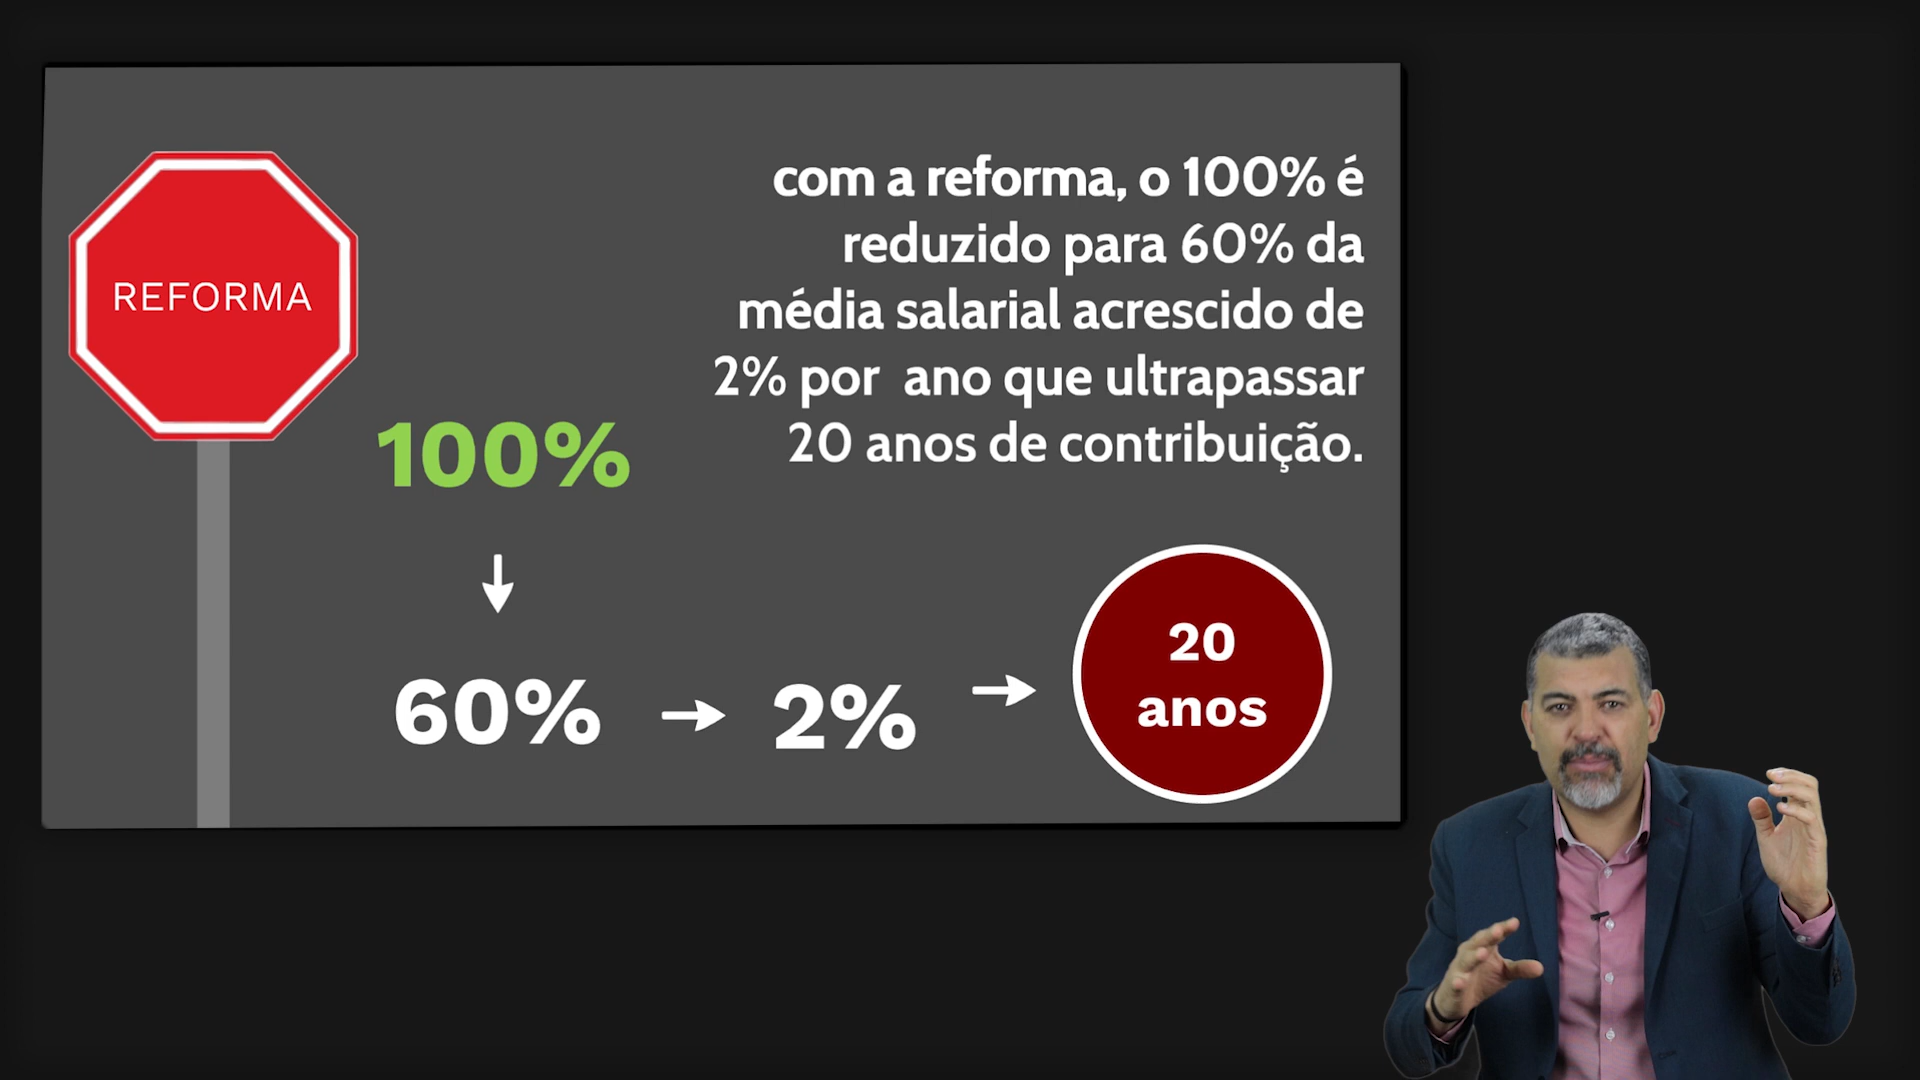 REFORMA
com a reforma, o 100% é
reduzido para 60% da
média salarial acrescido de
2% por ano que ultrapassar
20 anos de contribuição.
100%
60%
2%
20
anos